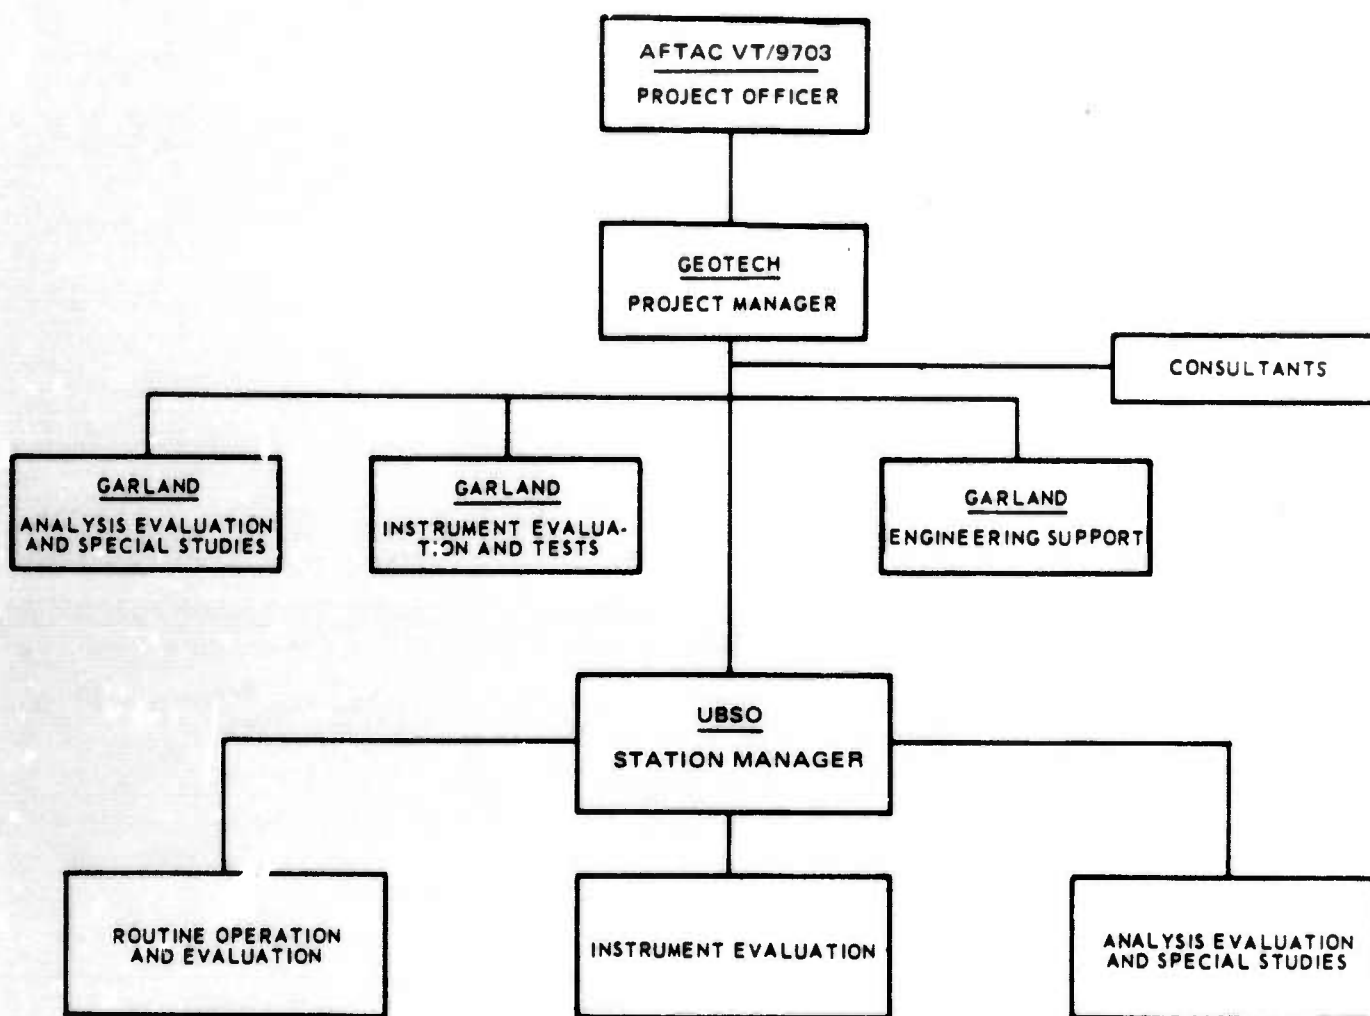 AFTAC VT/9703
PROJECT OFFICER
GEOTECH
PROJECT MANAGER
CONSULTANTS
GARLAND
ANALYSIS EVALUATION
AND SPECIAL STUDIES
GARLAND
INSTRUMENT EVALUA-
TION AND TESTS
GARLAND
ENGINEERING SUPPORT
UBSO
STATION MANAGER
ROUTINE OPERATION
AND EVALUATION
INSTRUMENT EVALUATION
ANALYSIS EVALUATION
AND SPECIAL STUDIES